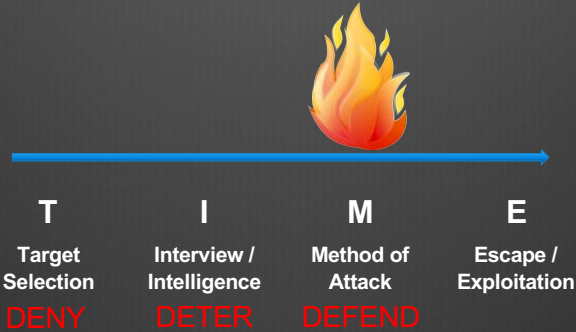 T I M E
Target Selection Interview / Intelligence Method of Attack Escape / Exploitation
DENY DETER DEFEND